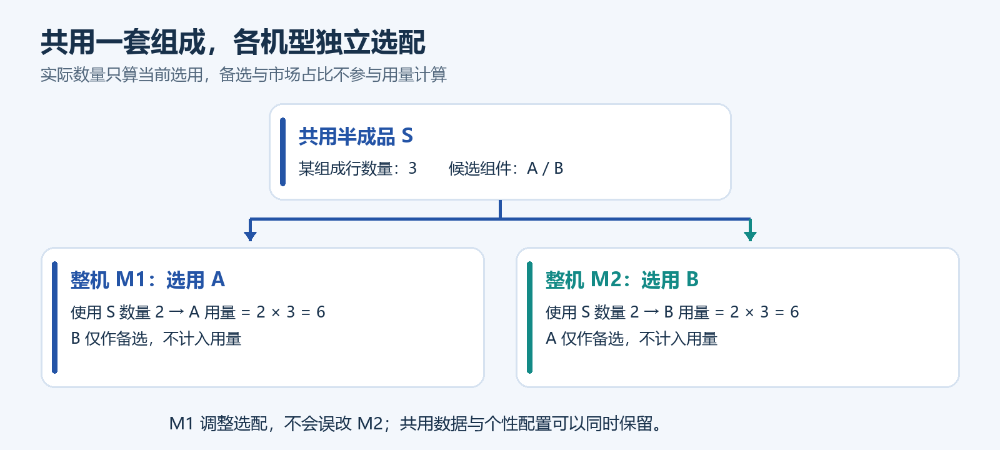 共用一套组成，各机型独立选配
实际数量只算当前选用，备选与市场占比不参与用量计算
共用半成品 S
某组成行数量：3 候选组件：A / B
整机 M1：选用 A
使用 S 数量 2 → A 用量 = 2 × 3 = 6
B 仅作备选，不计入用量
整机 M2：选用 B
使用 S 数量 2 → B 用量 = 2 × 3 = 6
A 仅作备选，不计入用量
M1 调整选配，不会误改 M2；共用数据与个性配置可以同时保留。